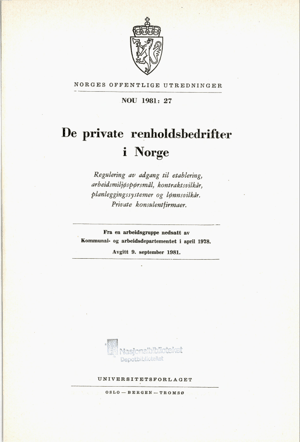 NORGES OFFENTLIGE UTREDNINGER
NOU 1981: 27
De private renholdsbedrifter
i Norge
Regulering av adgang til etablering,
arbeidsmiljøspørsmål, kontraktsvilkår,
planleggingssystemer og lønnsvilkår.
Private konsulentfirmaer.
Fra en arbeidsgruppe nedsatt av
Kommunal- og arbeidsdepartementet i april 1978.
Avgitt 9. september 1981.
Nasjonalbiblioteket
Depotbiblioteket
UNIVERSITETSFORLAGET
OSLO – BERGEN – TROMSØ